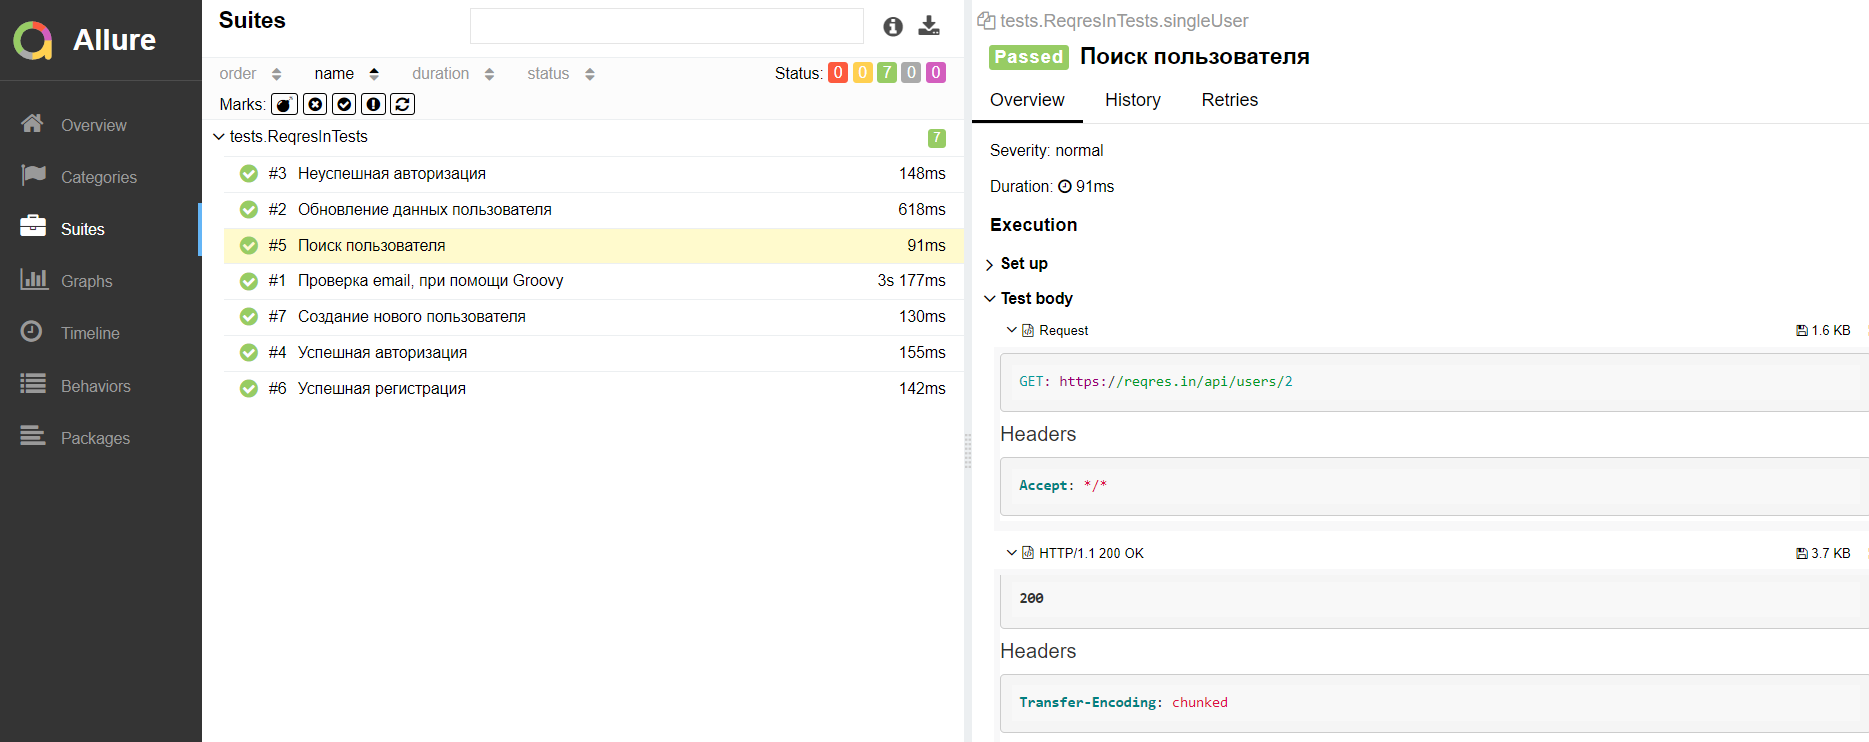 Allure
Overview
Categories
Suites
Graphs
Timeline
Behaviors
Packages
Suites
order name duration status Status: 0 0 7 0 0
Marks:
tests.ReqresInTests 7
#3 Неуспешная авторизация 148ms
#2 Обновление данных пользователя 618ms
#5 Поиск пользователя 91ms
#1 Проверка email, при помощи Groovy 3s 177ms
#7 Создание нового пользователя 130ms
#4 Успешная авторизация 155ms
#6 Успешная регистрация 142ms
tests.ReqresInTests.singleUser
Passed Поиск пользователя
Overview History Retries
Severity: normal
Duration: 91ms
Execution
Set up
Test body
Request 1.6 KB
GET: https://reqres.in/api/users/2
Headers
Accept: */*
HTTP/1.1 200 OK 3.7 KB
200
Headers
Transfer-Encoding: chunked